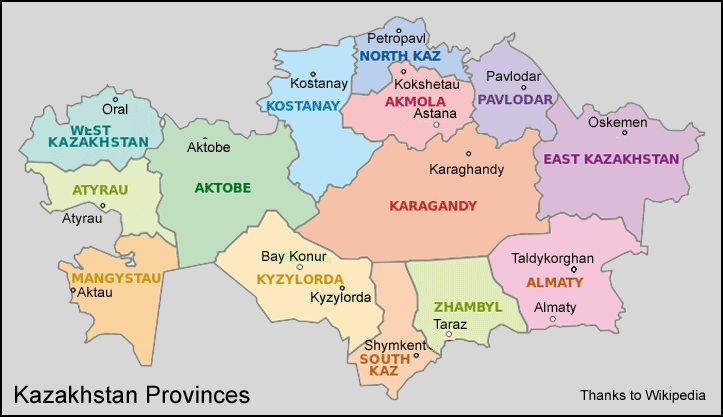 Petropavl
NORTH KAZ
Kostanay
KOSTANAY
Kokshetau
AKMOLA
Astana
Pavlodar
PAVLODAR
Oral
WEST
KAZAKHSTAN
Aktobe
AKTOBE
Oskemen
EAST KAZAKHSTAN
Karaghandy
KARAGANDY
ATYRAU
Atyrau
MANGYSTAU
Aktau
Bay Konur
KYZYLORDA
Kyzylorda
Taldykorghan
ALMATY
Almaty
ZHAMBYL
Taraz
Shymkent
SOUTH
KAZ
Kazakhstan Provinces
Thanks to Wikipedia